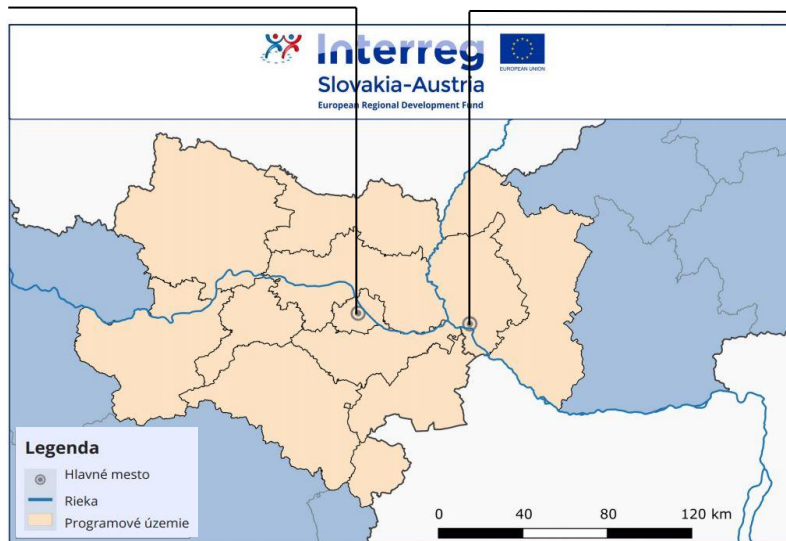 Interreg
EUROPEAN UNION
Slovakia-Austria
European Regional Development Fund
Legenda
Hlavné mesto
Rieka
Programové územie
0 40 80 120 km